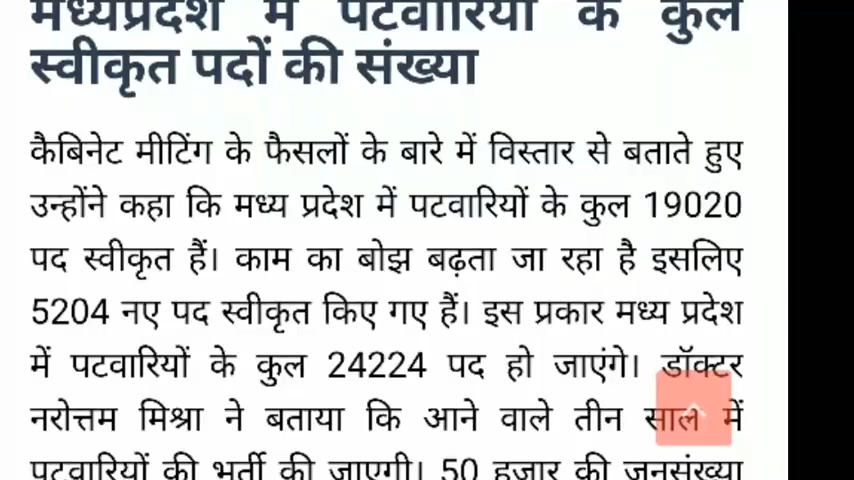 मध्यप्रदेश में पटवारियों के कुल
स्वीकृत पदों की संख्या
कैबिनेट मीटिंग के फैसलों के बारे में विस्तार से बताते हुए
उन्होंने कहा कि मध्य प्रदेश में पटवारियों के कुल 19020
पद स्वीकृत हैं। काम का बोझ बढ़ता जा रहा है इसलिए
5204 नए पद स्वीकृत किए गए हैं। इस प्रकार मध्य प्रदेश
में पटवारियों के कुल 24224 पद हो जाएंगे। डॉक्टर
नरोत्तम मिश्रा ने बताया कि आने वाले तीन साल में
पटवारियों की भर्ती की जाएगी। 50 हजार की जनसंख्या